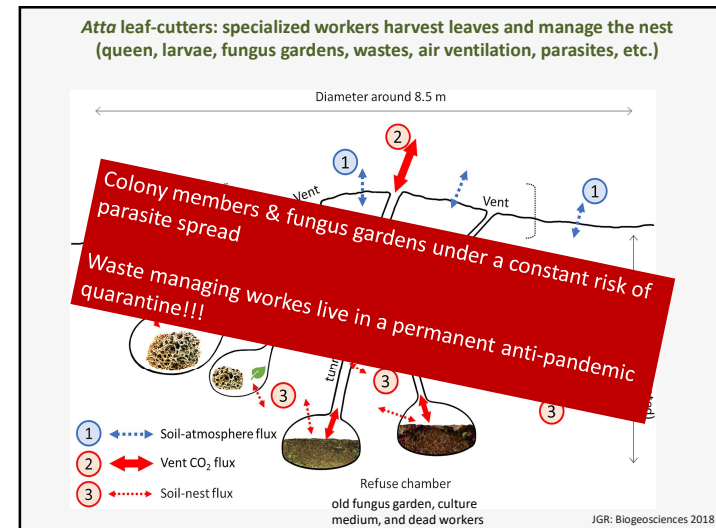 Atta leaf-cutters: specialized workers harvest leaves and manage the nest
(queen, larvae, fungus gardens, wastes, air ventilation, parasites, etc.)
Diameter around 8.5 m
2
1
1
Vent
Vent
Colony members & fungus gardens under a constant risk of
parasite spread
Waste managing workes live in a permanent anti-pandemic
quarantine!!!
3
3
3
1 Soil-atmosphere flux
2 Vent CO₂ flux
3 Soil-nest flux
Refuse chamber
old fungus garden, culture
medium, and dead workers
JGR: Biogeosciences 2018